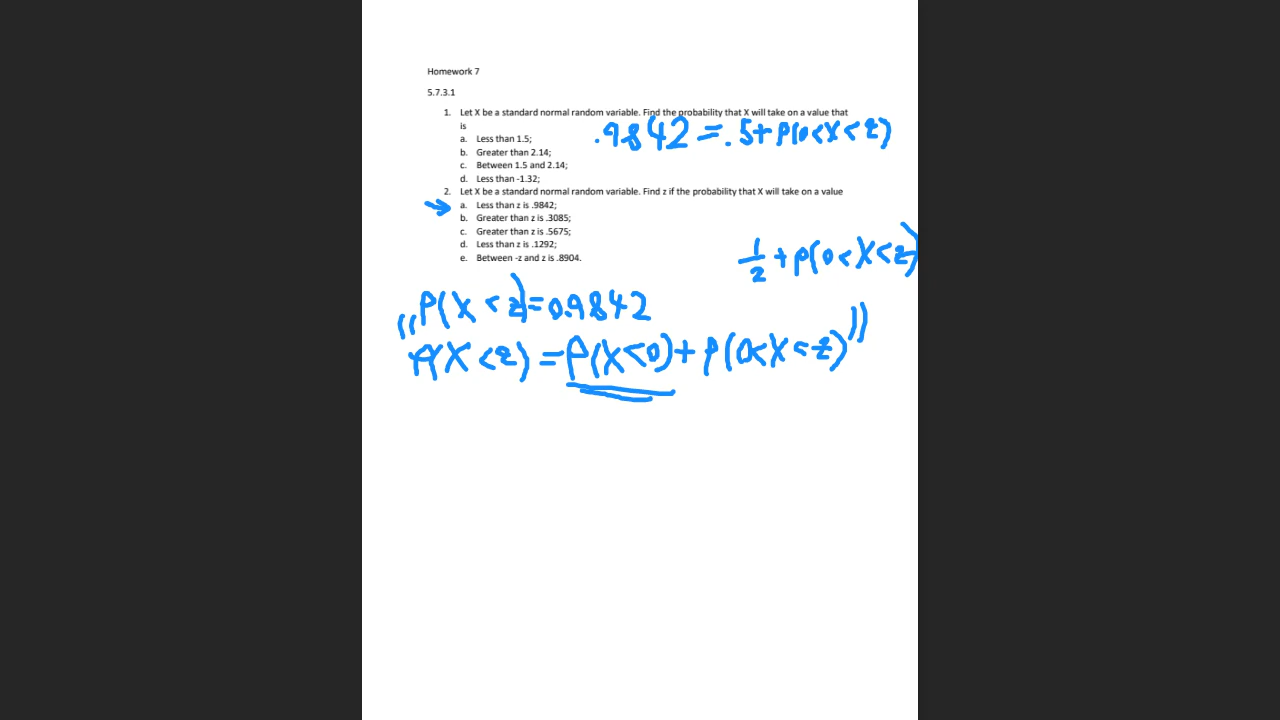 Homework 7
5.7.3.1
1. Let X be a standard normal random variable. Find the probability that X will take on a value that
is
.9842 = .5 + P(0<X<z)
a. Less than 1.5;
b. Greater than 2.14;
c. Between 1.5 and 2.14;
d. Less than -1.32;
2. Let X be a standard normal random variable. Find z if the probability that X will take on a value
→ a. Less than z is .9842;
b. Greater than z is .3085;
c. Greater than z is .5675;
d. Less than z is .1292;
e. Between -z and z is .8904.
1/2 + P(0<X<z)
"P(X<z)=0.9842
P(X<z) = P(X<0) + P(0<X<z)"